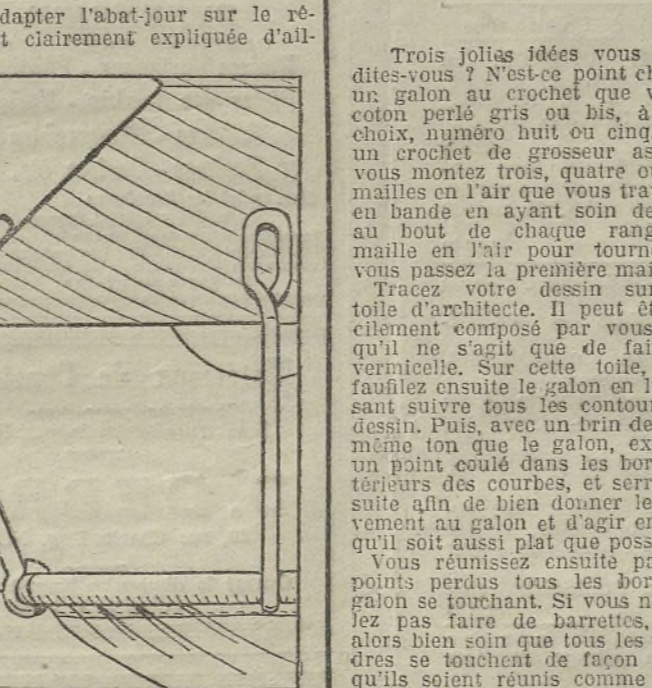 dapter l'abat-jour sur le ré-
t clairement expliquée d'ail-
Trois jolies idées vous
dites-vous ? N'est-ce point ch
un galon au crochet que v
coton perlé gris ou bis, à
choix, numéro huit ou cinq
un crochet de grosseur as
vous montez trois, quatre ou
mailles en l'air que vous tra
en bande en ayant soin de
au bout de chaque rang
maille en l'air pour tourn
vous passez la première mai
Tracez votre dessin sur
toile d'architecte. Il peut êt
cilement composé par vous
qu'il ne s'agit que de fai
vermicelle. Sur cette toile,
faufilez ensuite le galon en l
sant suivre tous les contour
dessin. Puis, avec un brin de
même ton que le galon, ex
un point coulé dans les bor
térieurs des courbes, et serr
suite afin de bien donner le
vement au galon et d'agir en
qu'il soit aussi plat que poss
Vous réunissez ensuite pa
points perdus tous les bor
galon se touchant. Si vous n
lez pas faire de barrettes,
alors bien soin que tous les
dres se touchent de façon
qu'ils soient réunis comme